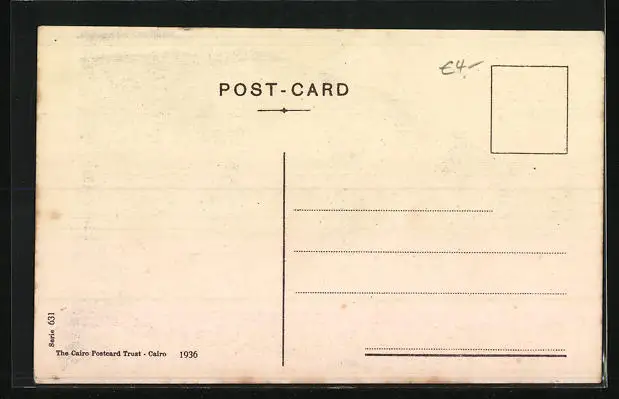 €4.-
POST-CARD
Serie 631
The Cairo Postcard Trust - Cairo 1936